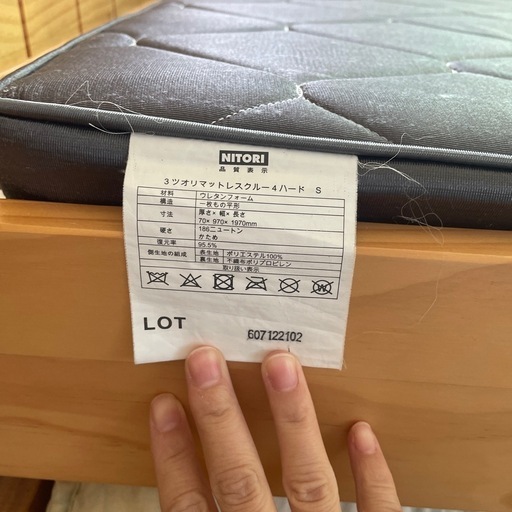 NITORI
品質表示
3ツオリマットレスクルー4ハード S
材料 ウレタンフォーム
構造 一枚もの平形
寸法 厚さ×幅×長さ
70×970×1970mm
硬さ 186ニュートン
かため
復元率 95.5%
側生地の組成 表生地 ポリエステル100%
裏生地 不織布ポリプロピレン
取り扱い表示
LOT 607122102